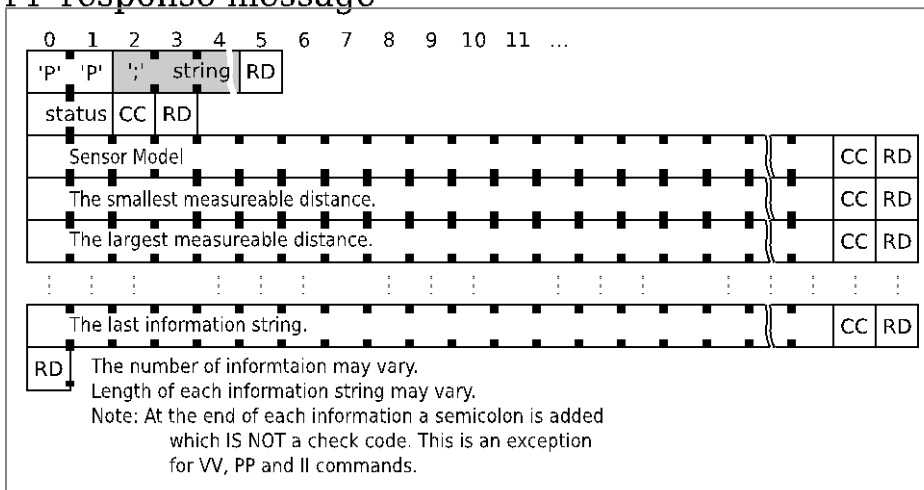 PP response message
0 1 2 3 4 5 6 7 8 9 10 11 ...
'P' 'P' ';' string RD
status CC RD
Sensor Model CC RD
The smallest measureable distance. CC RD
The largest measureable distance. CC RD
The last information string. CC RD
RD The number of informtaion may vary.
Length of each information string may vary.
Note: At the end of each information a semicolon is added
which IS NOT a check code. This is an exception
for VV, PP and II commands.